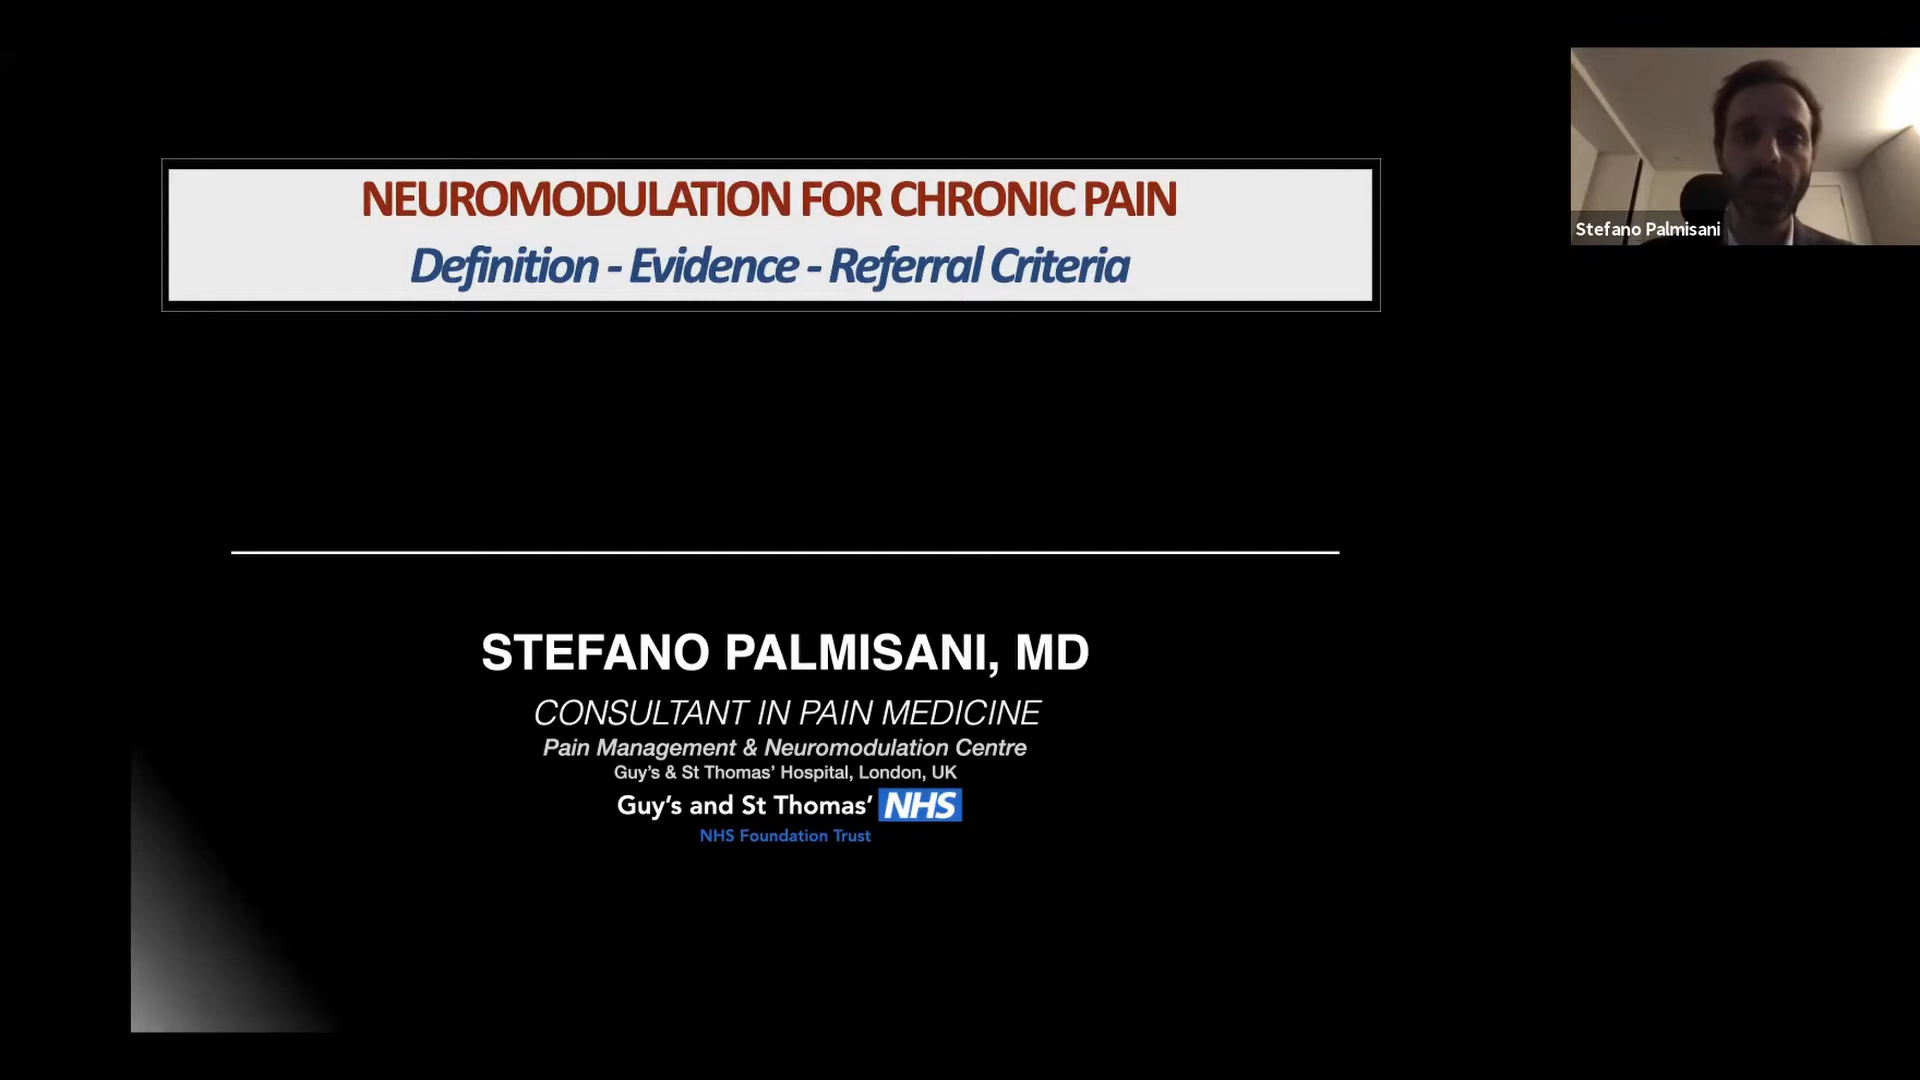 NEUROMODULATION FOR CHRONIC PAIN
Definition - Evidence - Referral Criteria
Stefano Palmisani
STEFANO PALMISANI, MD
CONSULTANT IN PAIN MEDICINE
Pain Management & Neuromodulation Centre
Guy's & St Thomas' Hospital, London, UK
Guy's and St Thomas' NHS
NHS Foundation Trust